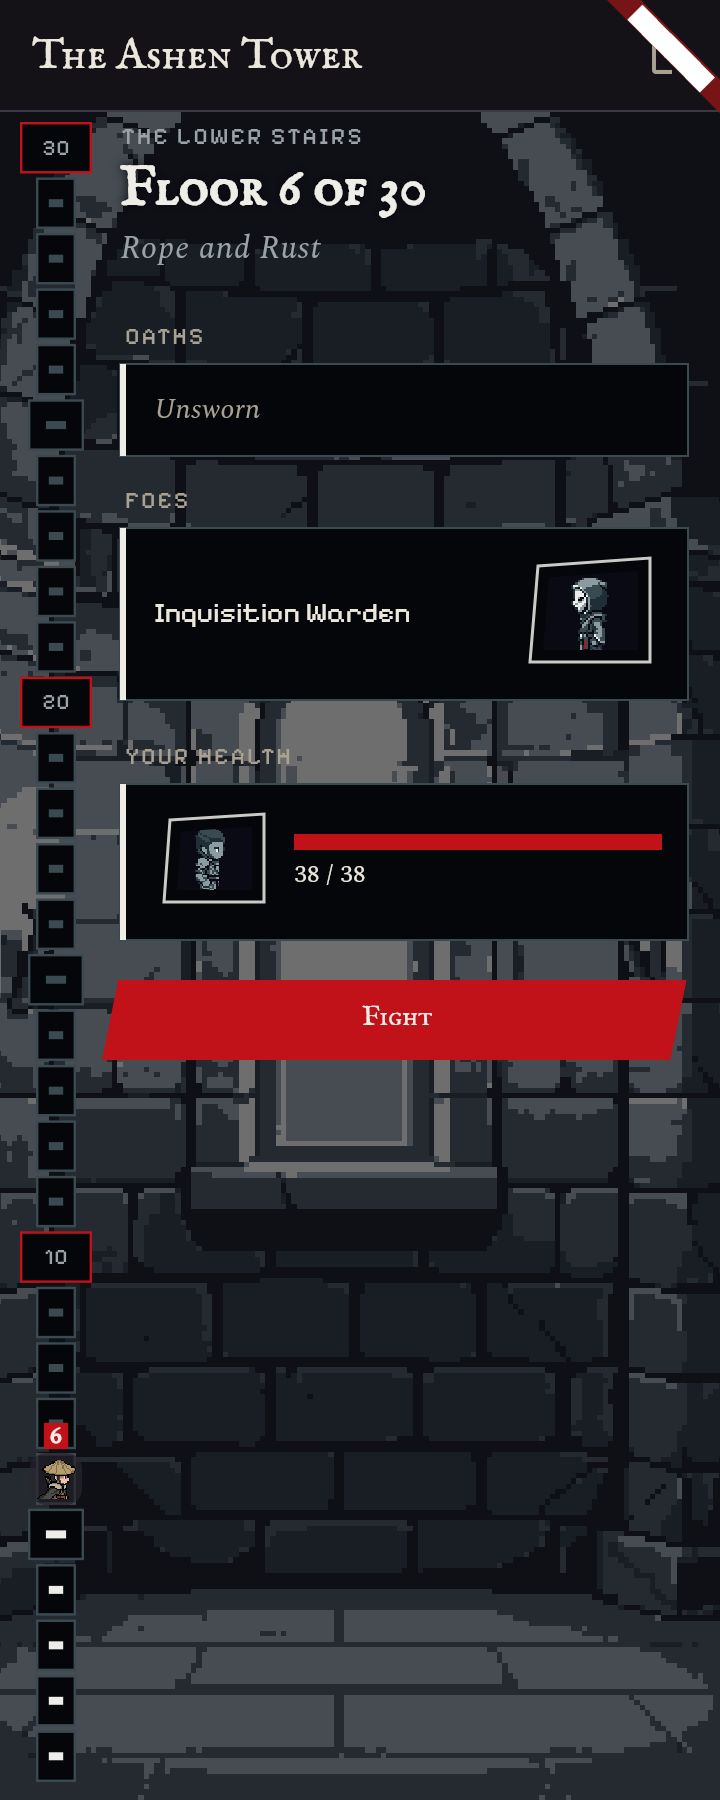 The Ashen Tower
30
THE LOWER STAIRS
Floor 6 of 30
Rope and Rust
OATHS
Unsworn
FOES
Inquisition Warden
20
YOUR HEALTH
38 / 38
Fight
10
6